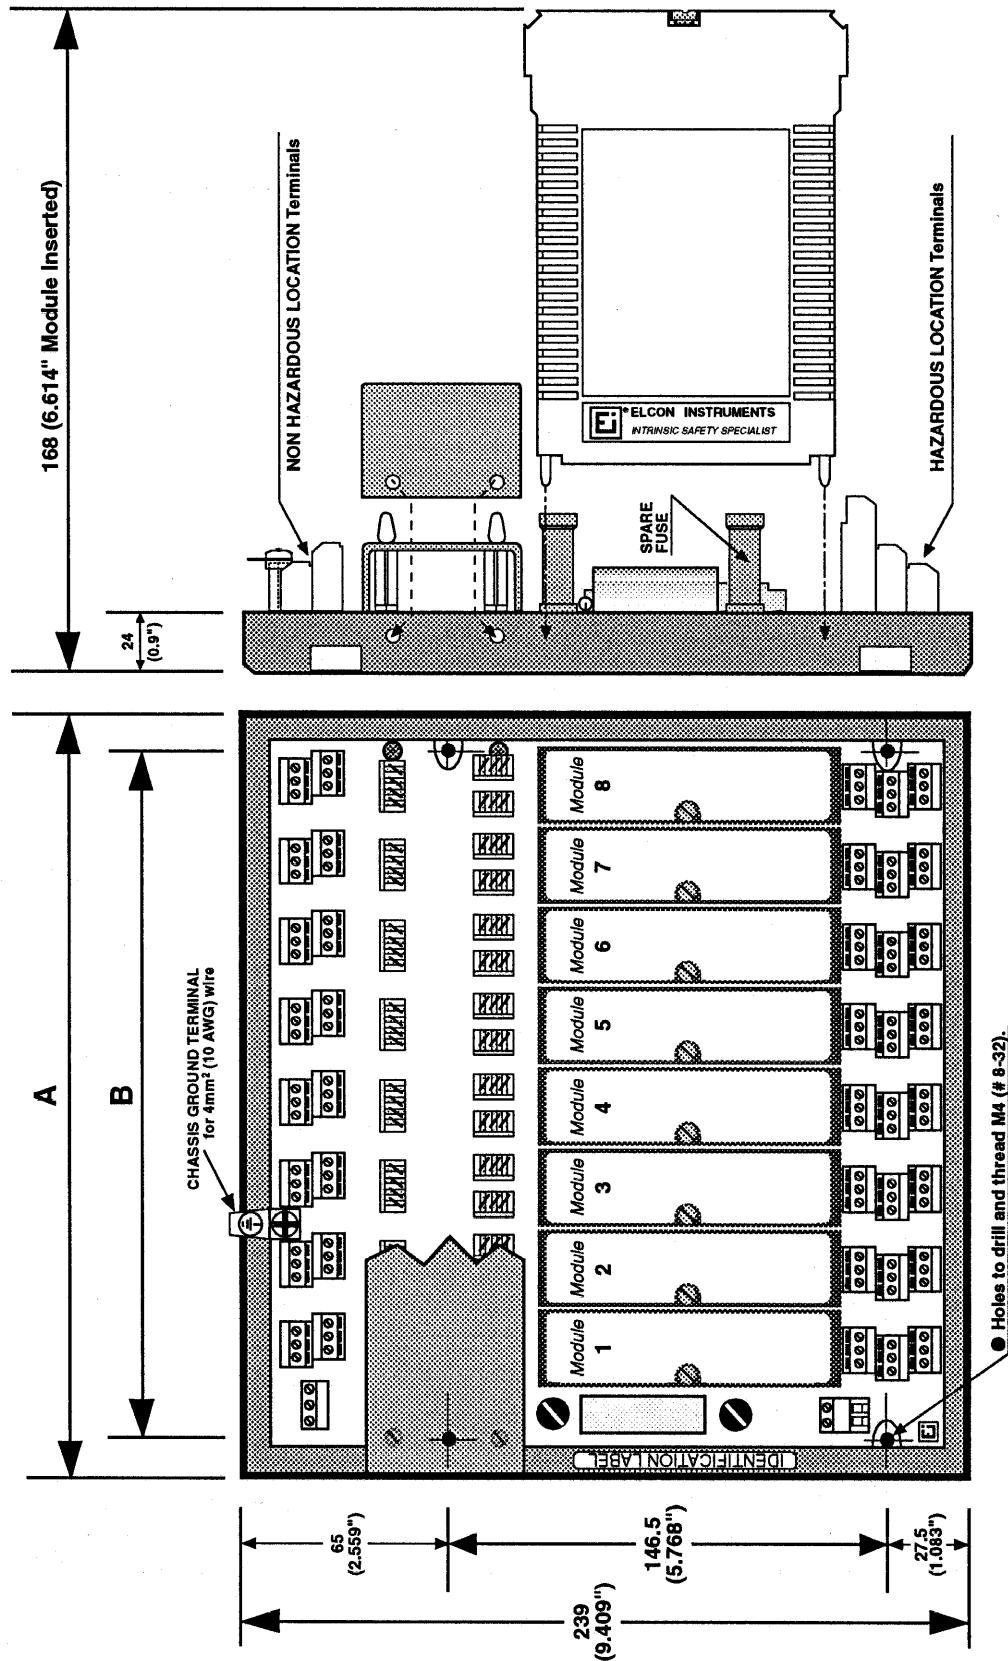 A
B
CHASSIS GROUND TERMINAL
for 4mm² (10 AWG) wire
239
(9.409")
65
(2.559")
146.5
(5.768")
27.5
(1.083")
IDENTIFICATION LABEL
Module
1
Module
2
Module
3
Module
4
Module
5
Module
6
Module
7
Module
8
Ei
● Holes to drill and thread M4 (# 8-32).
168 (6.614" Module Inserted)
24
(0.9")
NON HAZARDOUS LOCATION Terminals
SPARE
FUSE
Ei ® ELCON INSTRUMENTS
INTRINSIC SAFETY SPECIALIST
HAZARDOUS LOCATION Terminals